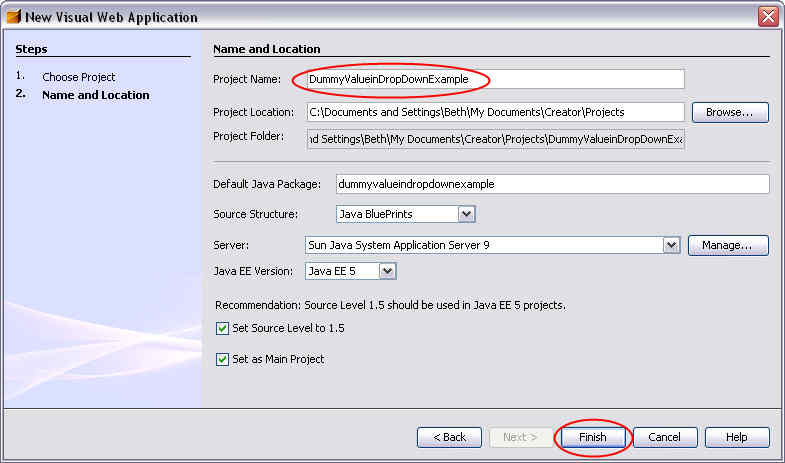 New Visual Web Application
Steps
1. Choose Project
2. Name and Location
Name and Location
Project Name: DummyValueinDropDownExample
Project Location: C:\Documents and Settings\Beth\My Documents\Creator\Projects Browse...
Project Folder: nd Settings\Beth\My Documents\Creator\Projects\DummyValueinDropDownExa
Default Java Package: dummyvalueindropdownexample
Source Structure: Java BluePrints
Server: Sun Java System Application Server 9 Manage...
Java EE Version: Java EE 5
Recommendation: Source Level 1.5 should be used in Java EE 5 projects.
Set Source Level to 1.5
Set as Main Project
< Back Next > Finish Cancel Help